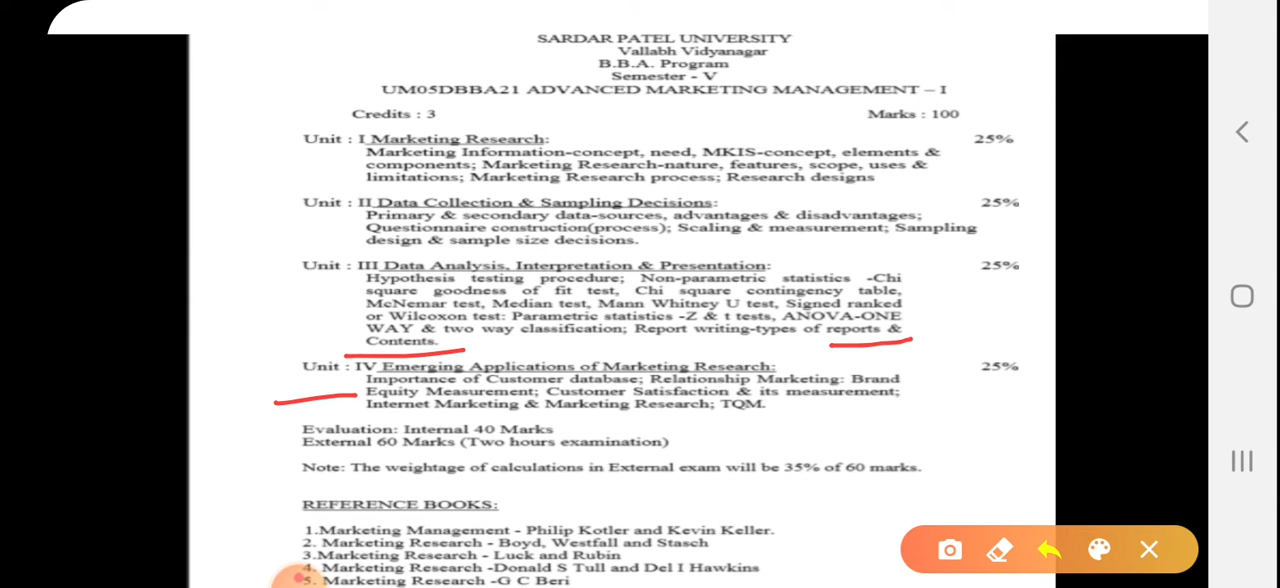 SARDAR PATEL UNIVERSITY
Vallabh Vidyanagar
B.B.A. Program
Semester - V
UM05DBBA21 ADVANCED MARKETING MANAGEMENT – I
Credits : 3 Marks : 100
Unit : I Marketing Research: 25%
Marketing Information-concept, need, MKIS-concept, elements &
components; Marketing Research-nature, features, scope, uses &
limitations; Marketing Research process; Research designs
Unit : II Data Collection & Sampling Decisions: 25%
Primary & secondary data-sources, advantages & disadvantages;
Questionnaire construction(process); Scaling & measurement; Sampling
design & sample size decisions.
Unit : III Data Analysis, Interpretation & Presentation: 25%
Hypothesis testing procedure; Non-parametric statistics -Chi
square goodness of fit test, Chi square contingency table,
McNemar test, Median test, Mann Whitney U test, Signed ranked
or Wilcoxon test: Parametric statistics -Z & t tests, ANOVA-ONE
WAY & two way classification; Report writing-types of reports &
Contents.
Unit : IV Emerging Applications of Marketing Research: 25%
Importance of Customer database; Relationship Marketing: Brand
Equity Measurement; Customer Satisfaction & its measurement;
Internet Marketing & Marketing Research; TQM.
Evaluation: Internal 40 Marks
External 60 Marks (Two hours examination)
Note: The weightage of calculations in External exam will be 35% of 60 marks.
REFERENCE BOOKS:
1.Marketing Management - Philip Kotler and Kevin Keller.
2. Marketing Research - Boyd, Westfall and Stasch
3.Marketing Research - Luck and Rubin
4. Marketing Research -Donald S Tull and Del I Hawkins
5. Marketing Research -G C Beri